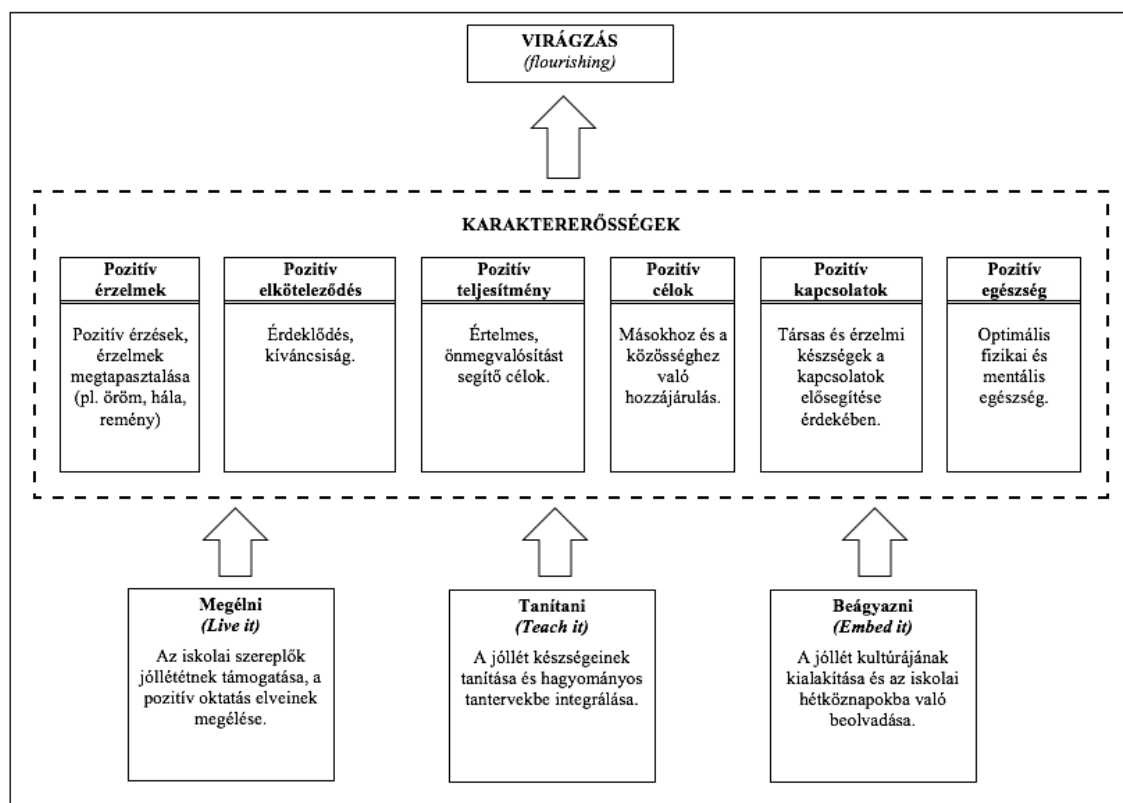 VIRÁGZÁS
(flourishing)
KARAKTERERŐSSÉGEK
Pozitív
érzelmek
Pozitív érzések,
érzelmek
megtapasztalása
(pl. öröm, hála,
remény)
Pozitív
elköteleződés
Érdeklődés,
kíváncsiság.
Pozitív
teljesítmény
Értelmes,
önmegvalósítást
segítő célok.
Pozitív
célok
Másokhoz és a
közösséghez
való
hozzájárulás.
Pozitív
kapcsolatok
Társas és érzelmi
készségek a
kapcsolatok
elősegítése
érdekében.
Pozitív
egészség
Optimális
fizikai és
mentális
egészség.
Megélni
(Live it)
Az iskolai szereplők
jóllététnek támogatása, a
pozitív oktatás elveinek
megélése.
Tanítani
(Teach it)
A jóllét készségeinek
tanítása és hagyományos
tantervekbe integrálása.
Beágyazni
(Embed it)
A jóllét kultúrájának
kialakítása és az iskolai
hétköznapokba való
beolvadása.